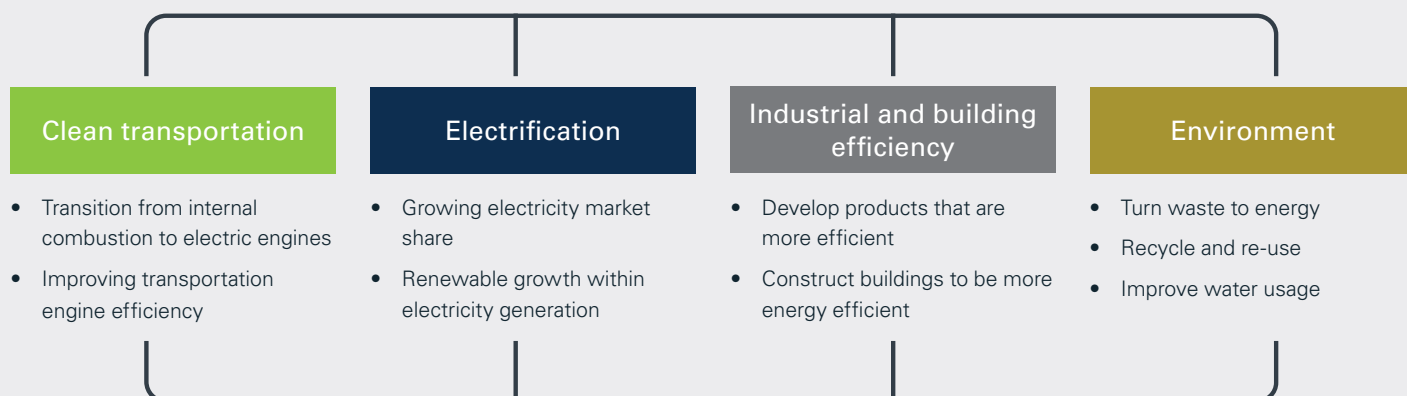 Clean transportation
• Transition from internal
combustion to electric engines
• Improving transportation
engine efficiency
Electrification
• Growing electricity market
share
• Renewable growth within
electricity generation
Industrial and building
efficiency
• Develop products that are
more efficient
• Construct buildings to be more
energy efficient
Environment
• Turn waste to energy
• Recycle and re-use
• Improve water usage